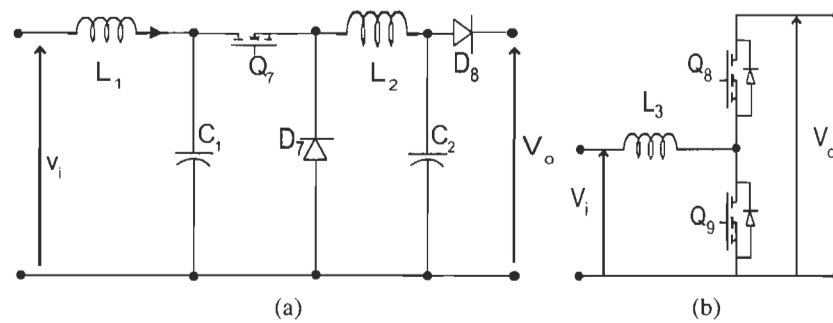 L₁
Q₇
L₂
D₈
vᵢ
C₁
D₇
C₂
Vₒ
(a)
Q₈
L₃
Vᵢ
Q₉
Vₒ
(b)